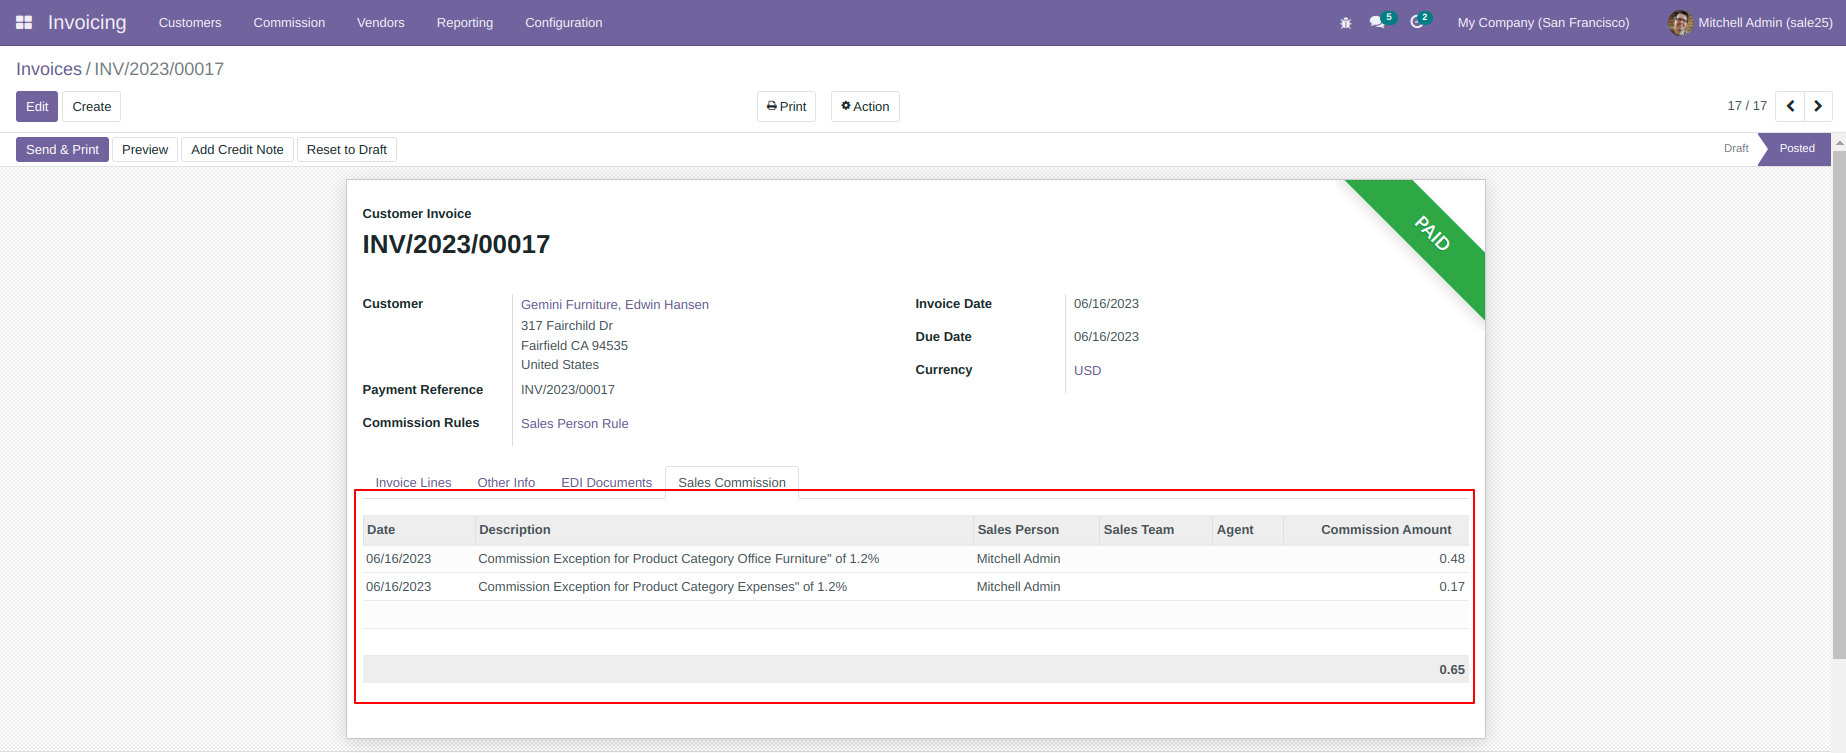 Invoicing Customers Commission Vendors Reporting Configuration 5 2 My Company (San Francisco) Mitchell Admin (sale25)
Invoices / INV/2023/00017
Edit Create Print Action 17 / 17
Send & Print Preview Add Credit Note Reset to Draft Draft Posted
PAID
Customer Invoice
INV/2023/00017
Customer Gemini Furniture, Edwin Hansen Invoice Date 06/16/2023
317 Fairchild Dr
Fairfield CA 94535 Due Date 06/16/2023
United States Currency USD
Payment Reference INV/2023/00017
Commission Rules Sales Person Rule
Invoice Lines Other Info EDI Documents Sales Commission
Date Description Sales Person Sales Team Agent Commission Amount
06/16/2023 Commission Exception for Product Category Office Furniture" of 1.2% Mitchell Admin 0.48
06/16/2023 Commission Exception for Product Category Expenses" of 1.2% Mitchell Admin 0.17
0.65